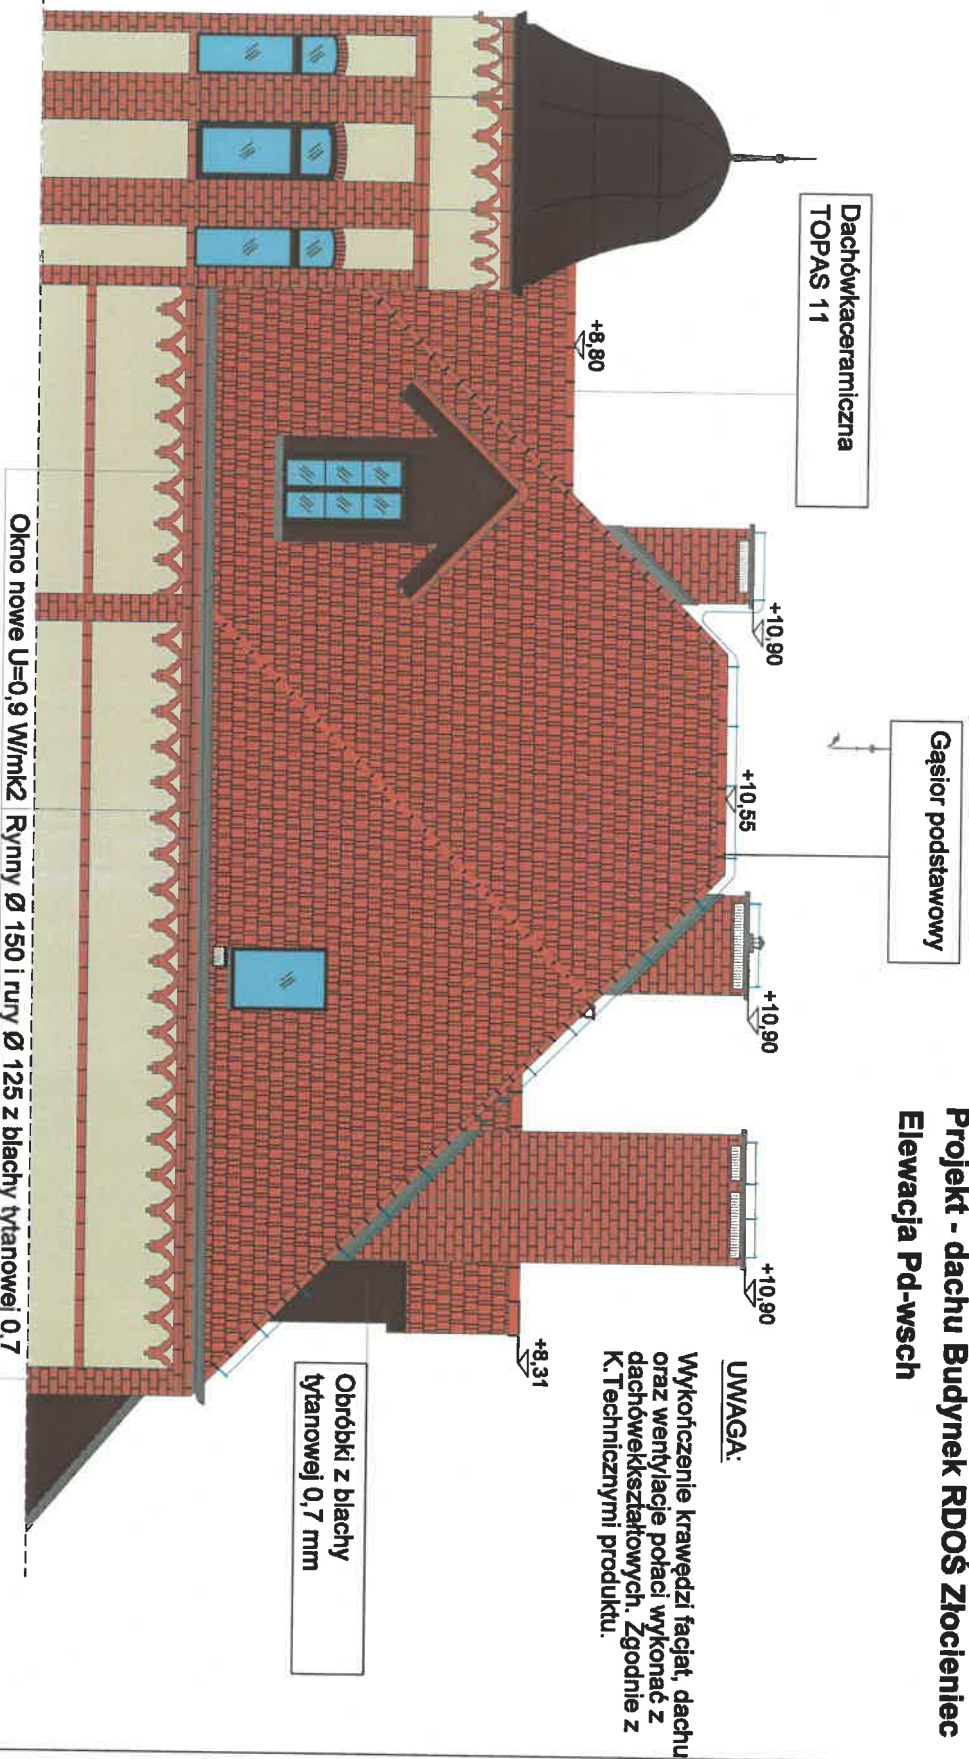 Projekt - dachu Budynek RDOŚ Złocieniec
Elewacja Pd-wsch
Gąsior podstawowy
Dachówkaceramiczna
TOPAS 11
+8,80
+10,90
+10,55
+10,90
+10,90
+8,31
UWAGA:
Wykończenie krawędzi facjat, dachu
oraz wentylacje połaci wykonać z
dachówekkształtowych. Zgodnie z
K.Technicznymi produktu.
Obróbki z blachy
tytanowej 0,7 mm
Okno nowe U=0,9 W/mk2 Rynny Ø 150 i rury Ø 125 z blachy tytanowej 0,7